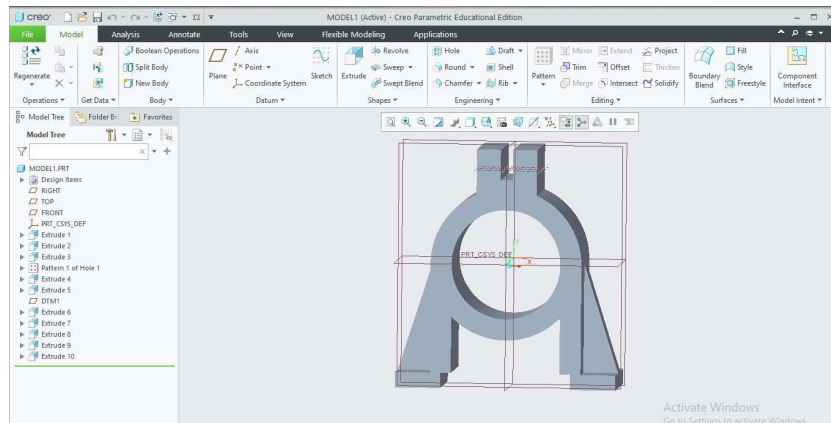 creo
MODEL1 (Active) - Creo Parametric Educational Edition
File Model Analysis Annotate Tools View Flexible Modeling Applications
Regenerate
Boolean Operations
Split Body
New Body
Plane
Axis
Point
Coordinate System
Sketch
Extrude
Revolve
Sweep
Swept Blend
Hole
Round
Chamfer
Draft
Shell
Rib
Pattern
Mirror Extend Project
Trim Offset Thicken
Merge Intersect Solidify
Boundary Blend
Fill
Style
Freestyle
Component Interface
Operations Get Data Body Datum Shapes Engineering Editing Surfaces Model Intent
Model Tree Folder Br Favorites
Model Tree
MODEL1.PRT
Design Items
RIGHT
TOP
FRONT
PRT_CSYS_DEF
Extrude 1
Extrude 2
Extrude 3
Pattern 1 of Hole 1
Extrude 4
Extrude 5
DTM1
Extrude 6
Extrude 7
Extrude 8
Extrude 9
Extrude 10
PRT_CSYS_DEF
Y
X
Activate Windows
Go to Settings to activate Windows.